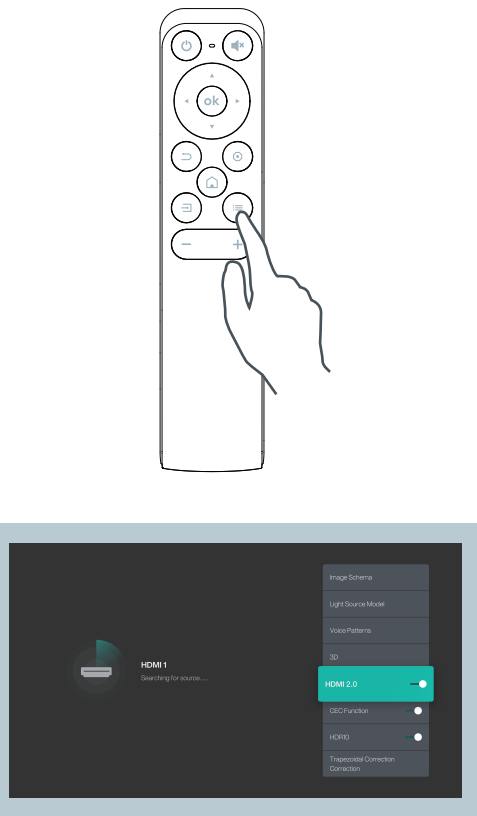 ok
HDMI 1
Searching for source.....
Image Schema
Light Source Model
Voice Patterns
3D
HDMI 2.0
CEC Function
HDR10
Trapezoidal Correction
Correction